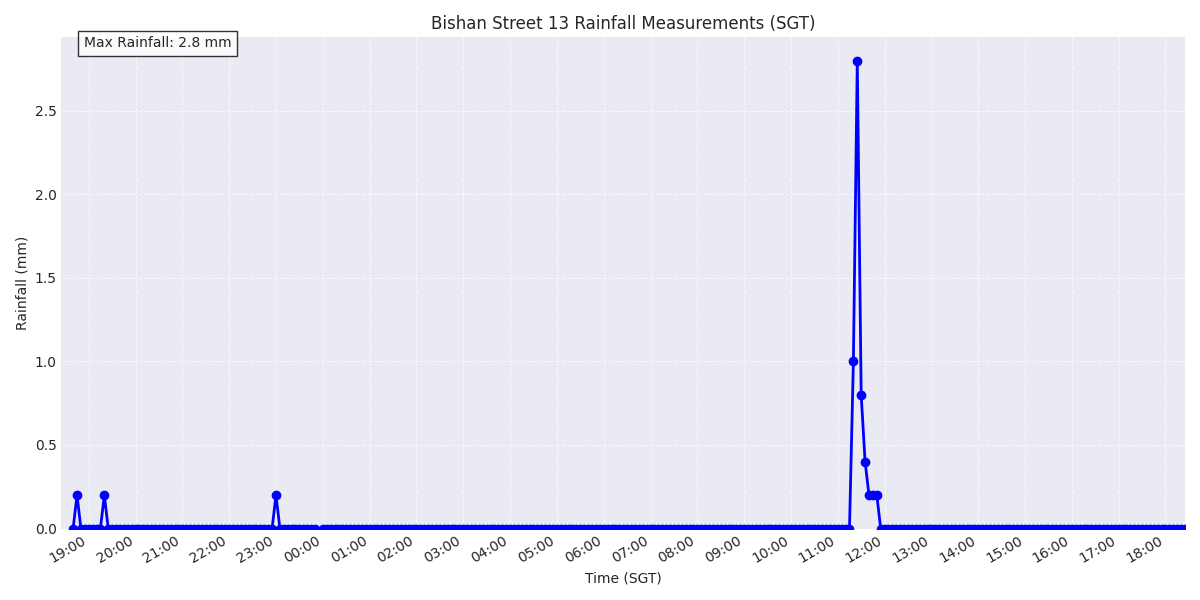 Bishan Street 13 Rainfall Measurements (SGT)
Max Rainfall: 2.8 mm
Rainfall (mm)
2.5
2.0
1.5
1.0
0.5
0.0
19:00 20:00 21:00 22:00 23:00 00:00 01:00 02:00 03:00 04:00 05:00 06:00 07:00 08:00 09:00 10:00 11:00 12:00 13:00 14:00 15:00 16:00 17:00 18:00
Time (SGT)